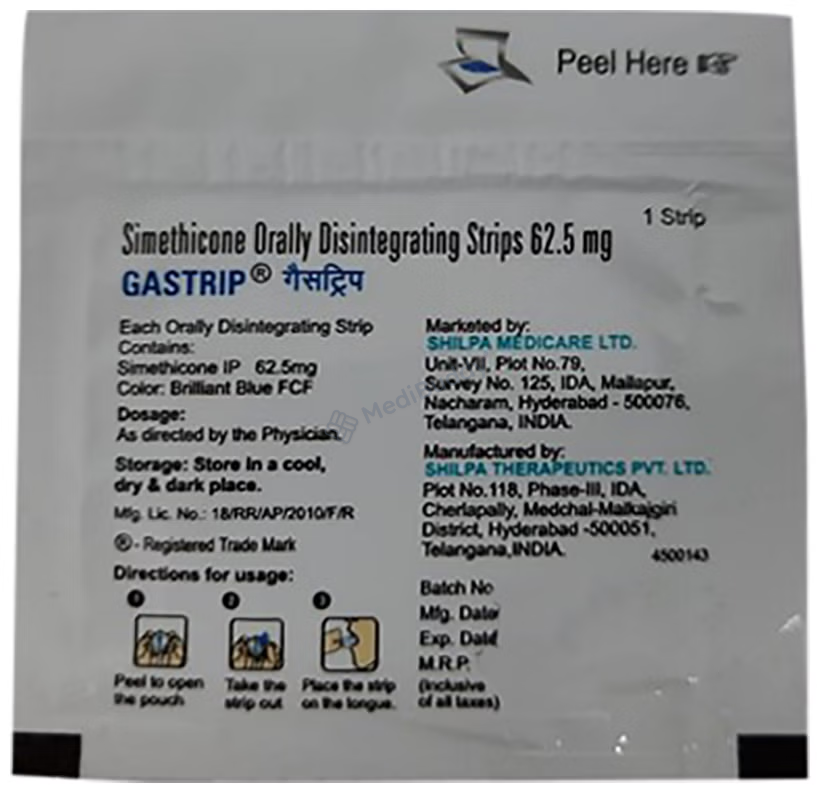 Peel Here
1 Strip
Simethicone Orally Disintegrating Strips 62.5 mg
GASTRIP® गैसट्रिप
Each Orally Disintegrating Strip
Contains:
Simethicone IP 62.5mg
Color: Brilliant Blue FCF
Dosage:
As directed by the Physician.
Storage: Store in a cool,
dry & dark place.
Mfg. Lic. No.: 18/RR/AP/2010/F/R
®- Registered Trade Mark
Directions for usage:
1 2 3
Peel to open
the pouch
Take the
strip out
Place the strip
on the tongue.
Marketed by:
SHILPA MEDICARE LTD.
Unit-VII, Plot No.79,
Survey No. 125, IDA, Mallapur,
Nacharam, Hyderabad - 500076,
Telangana, INDIA.
Manufactured by:
SHILPA THERAPEUTICS PVT. LTD.
Plot No.118, Phase-III, IDA,
Cherlapally, Medchal-Malkajgiri
District, Hyderabad -500051,
Telangana,INDIA.
4500143
Batch No
Mfg. Date
Exp. Date
M.R.P.
(Inclusive
of all taxes)